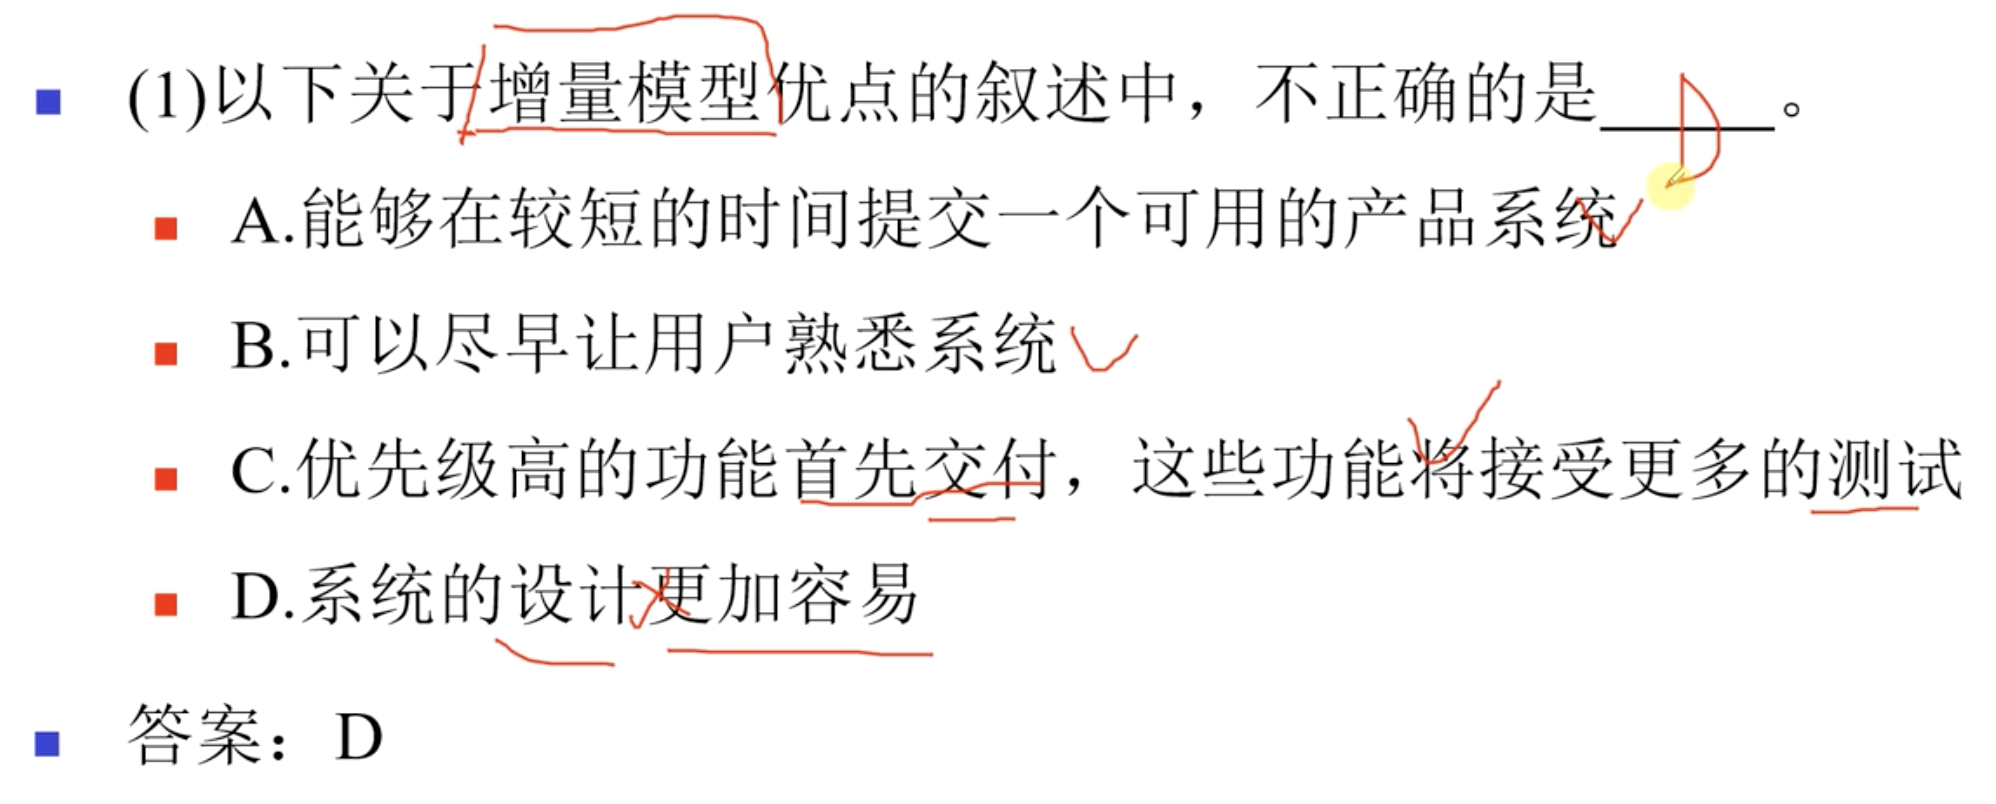 (1)以下关于增量模型优点的叙述中，不正确的是______。
D
A.能够在较短的时间提交一个可用的产品系统
B.可以尽早让用户熟悉系统
C.优先级高的功能首先交付，这些功能将接受更多的测试
D.系统的设计更加容易
答案：D